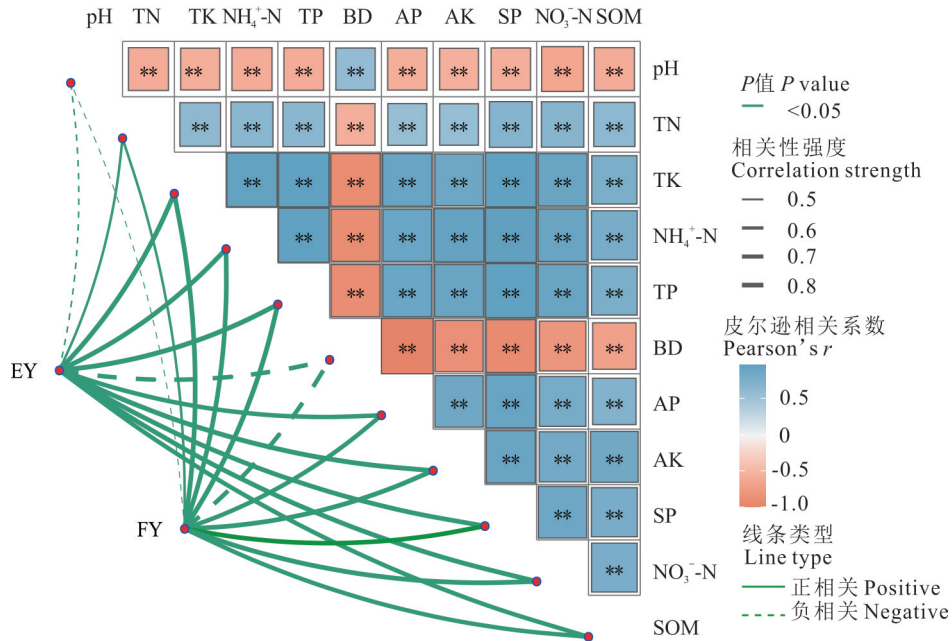 pH TN TK NH₄⁺-N TP BD AP AK SP NO₃⁻-N SOM
** ** ** ** ** ** ** ** ** ** pH
** ** ** ** ** ** ** ** ** TN
** ** ** ** ** ** ** ** TK
** ** ** ** ** ** ** NH₄⁺-N
** ** ** ** ** ** TP
** ** ** ** ** BD
** ** ** ** AP
** ** ** AK
** ** SP
** NO₃⁻-N
SOM
EY
FY
P值 P value
<0.05
相关性强度
Correlation strength
0.5
0.6
0.7
0.8
皮尔逊相关系数
Pearson's r
0.5
0
-0.5
-1.0
线条类型
Line type
正相关 Positive
负相关 Negative